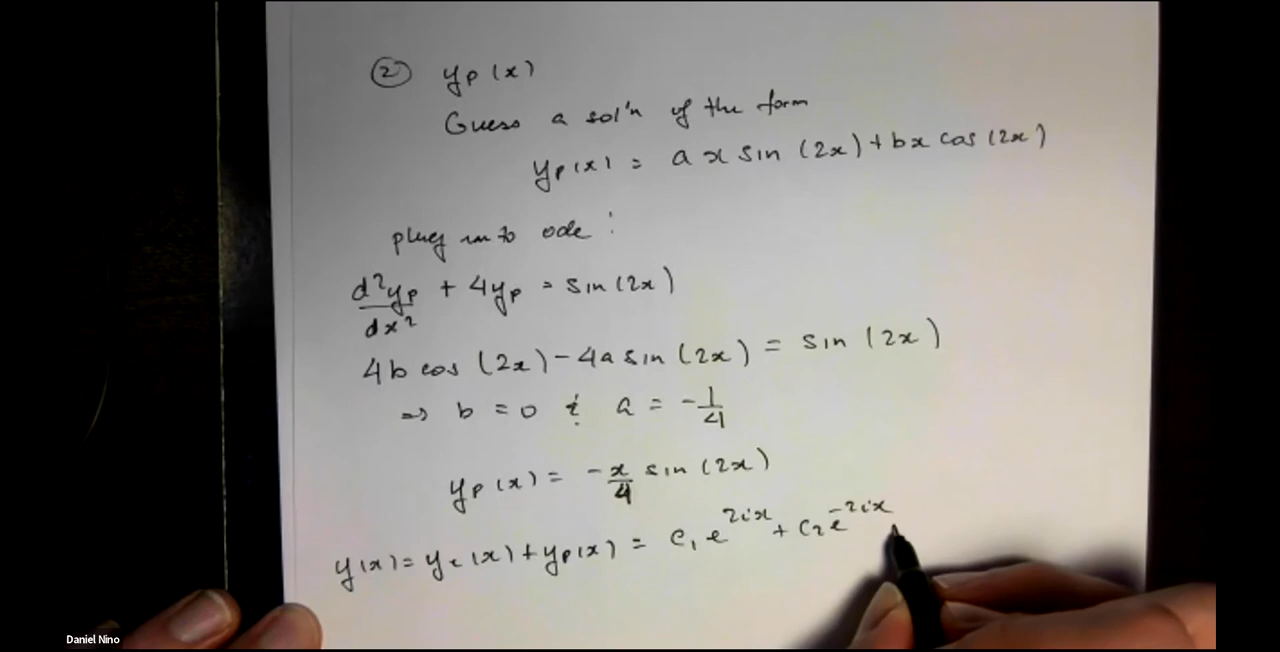 ② yp(x)
Guess a sol'n of the form
yp(x) = a x sin (2x) + bx cos (2x)
plug into ode:
d²yp/dx² + 4yp = sin(2x)
4b cos (2x) - 4a sin (2x) = sin (2x)
⇒ b = 0 & a = -1/4
yp(x) = -x/4 sin (2x)
y(x) = yc(x) + yp(x) = c₁ e^2ix + c₂ e^-2ix
Daniel Nino